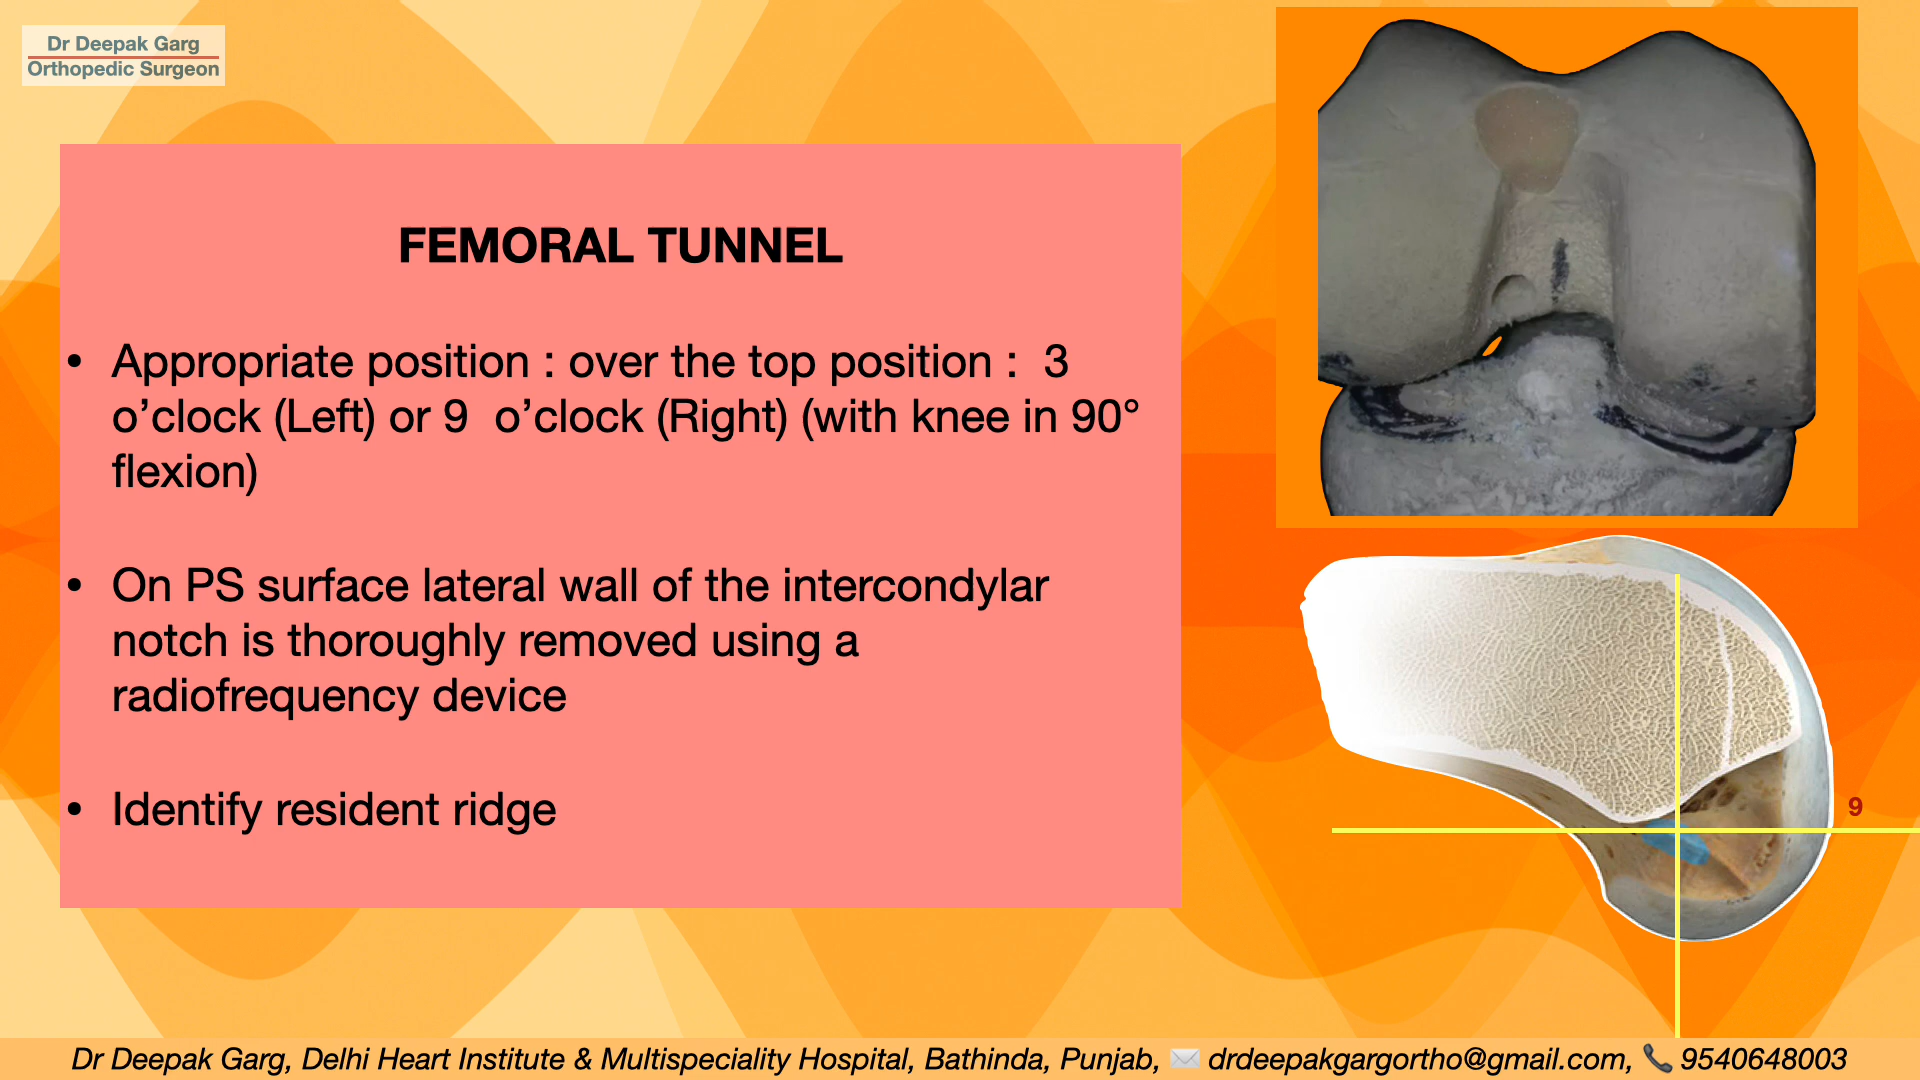 Dr Deepak Garg
Orthopedic Surgeon
FEMORAL TUNNEL
• Appropriate position : over the top position : 3
o’clock (Left) or 9 o’clock (Right) (with knee in 90°
flexion)
• On PS surface lateral wall of the intercondylar
notch is thoroughly removed using a
radiofrequency device
• Identify resident ridge
9
Dr Deepak Garg, Delhi Heart Institute & Multispeciality Hospital, Bathinda, Punjab, ✉️ drdeepakgargortho@gmail.com, 📞 9540648003